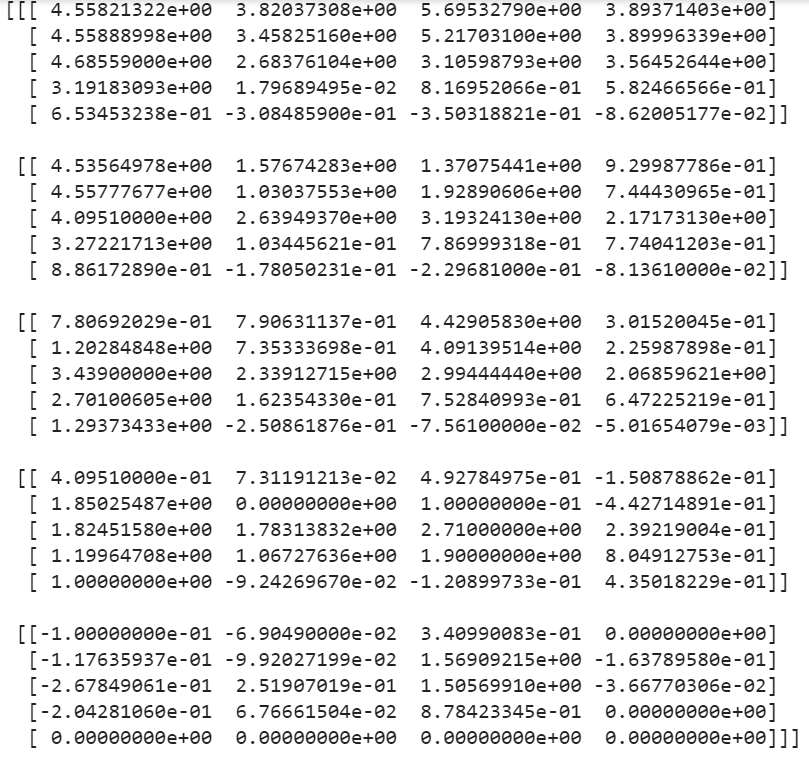 [[[ 4.55821322e+00  3.82037308e+00  5.69532790e+00  3.89371403e+00]
[ 4.55888998e+00  3.45825160e+00  5.21703100e+00  3.89996339e+00]
[ 4.68559000e+00  2.68376104e+00  3.10598793e+00  3.56452644e+00]
[ 3.19183093e+00  1.79689495e-02  8.16952066e-01  5.82466566e-01]
[ 6.53453238e-01 -3.08485900e-01 -3.50318821e-01 -8.62005177e-02]]
[[ 4.53564978e+00  1.57674283e+00  1.37075441e+00  9.29987786e-01]
[ 4.55777677e+00  1.03037553e+00  1.92890606e+00  7.44430965e-01]
[ 4.09510000e+00  2.63949370e+00  3.19324130e+00  2.17173130e+00]
[ 3.27221713e+00  1.03445621e-01  7.86999318e-01  7.74041203e-01]
[ 8.86172890e-01 -1.78050231e-01 -2.29681000e-01 -8.13610000e-02]]
[[ 7.80692029e-01  7.90631137e-01  4.42905830e+00  3.01520045e-01]
[ 1.20284848e+00  7.35333698e-01  4.09139514e+00  2.25987898e-01]
[ 3.43900000e+00  2.33912715e+00  2.99444440e+00  2.06859621e+00]
[ 2.70100605e+00  1.62354330e-01  7.52840993e-01  6.47225219e-01]
[ 1.29373433e+00 -2.50861876e-01 -7.56100000e-02 -5.01654079e-03]]
[[ 4.09510000e-01  7.31191213e-02  4.92784975e-01 -1.50878862e-01]
[ 1.85025487e+00  0.00000000e+00  1.00000000e-01 -4.42714891e-01]
[ 1.82451580e+00  1.78313832e+00  2.71000000e+00  2.39219004e-01]
[ 1.19964708e+00  1.06727636e+00  1.90000000e+00  8.04912753e-01]
[ 1.00000000e+00 -9.24269670e-02 -1.20899733e-01  4.35018229e-01]]
[[-1.00000000e-01 -6.90490000e-02  3.40990083e-01  0.00000000e+00]
[-1.17635937e-01 -9.92027199e-02  1.56909215e+00 -1.63789580e-01]
[-2.67849061e-01  2.51907019e-01  1.50569910e+00 -3.66770306e-02]
[-2.04281060e-01  6.76661504e-02  8.78423345e-01  0.00000000e+00]
[ 0.00000000e+00  0.00000000e+00  0.00000000e+00  0.00000000e+00]]]